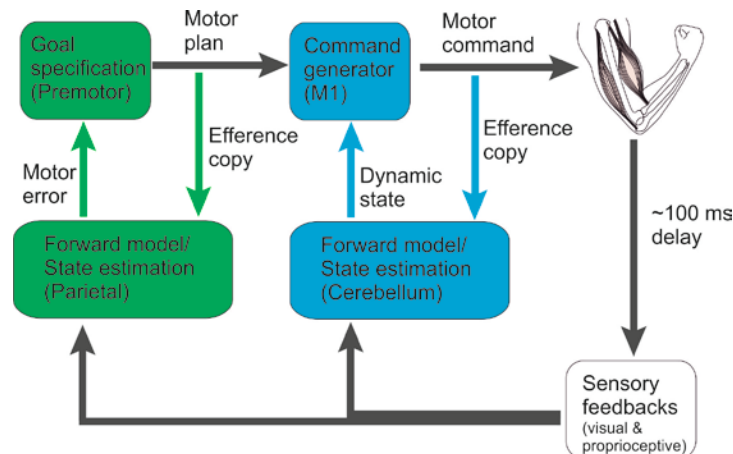 Goal
specification
(Premotor)
Motor
plan
Command
generator
(M1)
Motor
command
Efference
copy
Efference
copy
Motor
error
Dynamic
state
~100 ms
delay
Forward model/
State estimation
(Parietal)
Forward model/
State estimation
(Cerebellum)
Sensory
feedbacks
(visual &
proprioceptive)